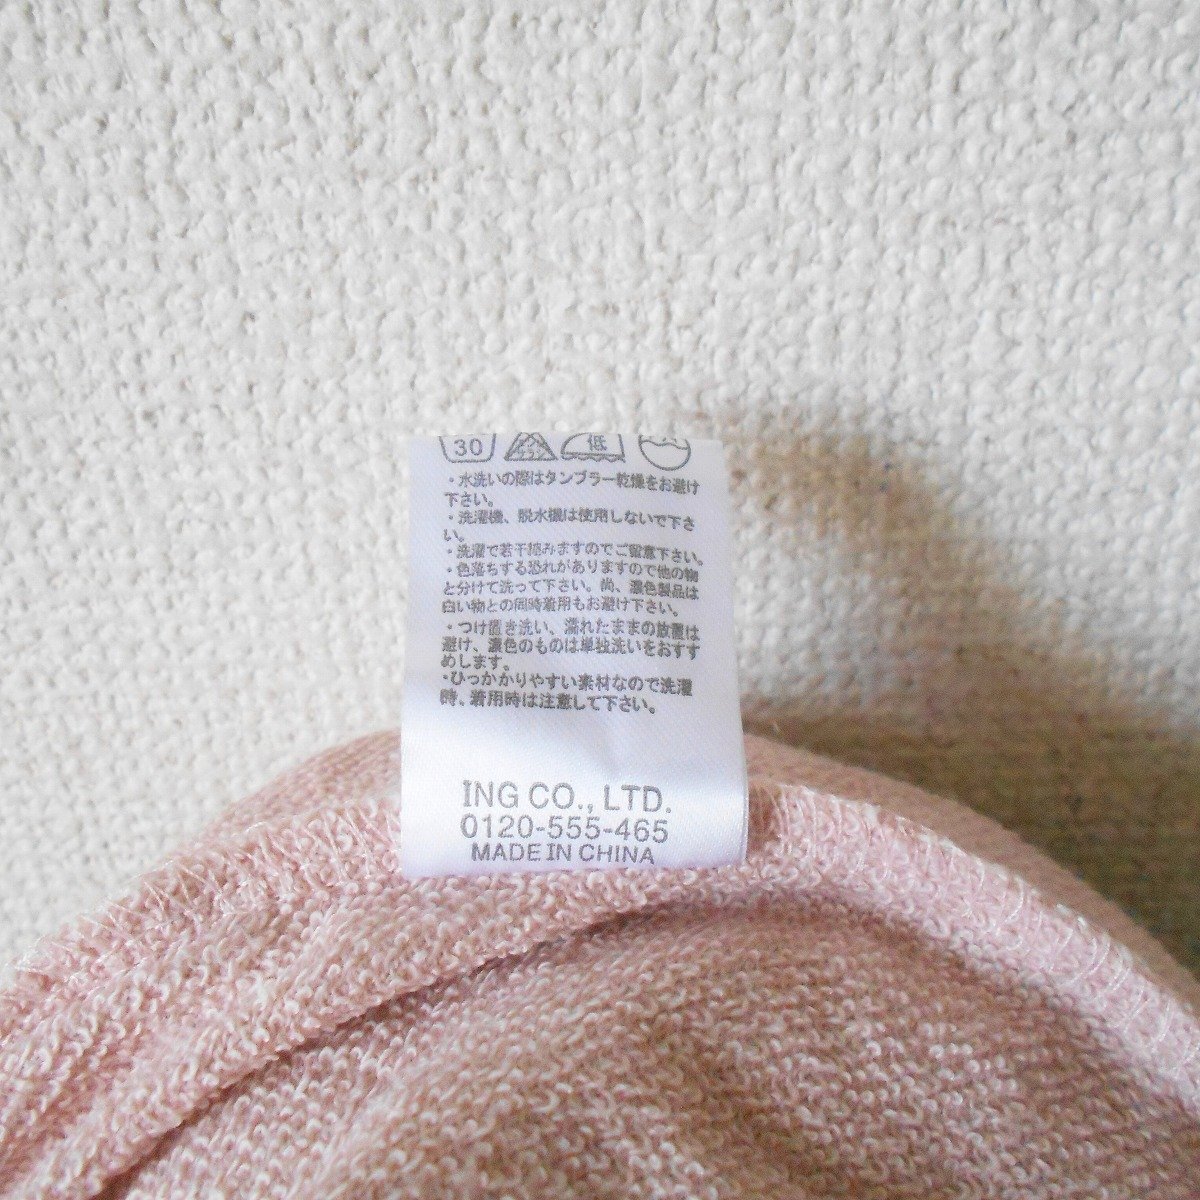 30 低
・水洗いの際はタンブラー乾燥をお避け
下さい。
・洗濯機、脱水機は使用しないで下さ
い。
・洗濯で若干縮みますのでご留意下さい。
・色落ちする恐れがありますので他の物
と分けて洗って下さい。尚、濃色製品は
白い物との同時着用もお避け下さい。
・つけ置き洗い、濡れたままの放置は
避け、濃色のものは単独洗いをおすす
めします。
・ひっかかりやすい素材なので洗濯
時、着用時は注意して下さい。
ING CO., LTD.
0120-555-465
MADE IN CHINA